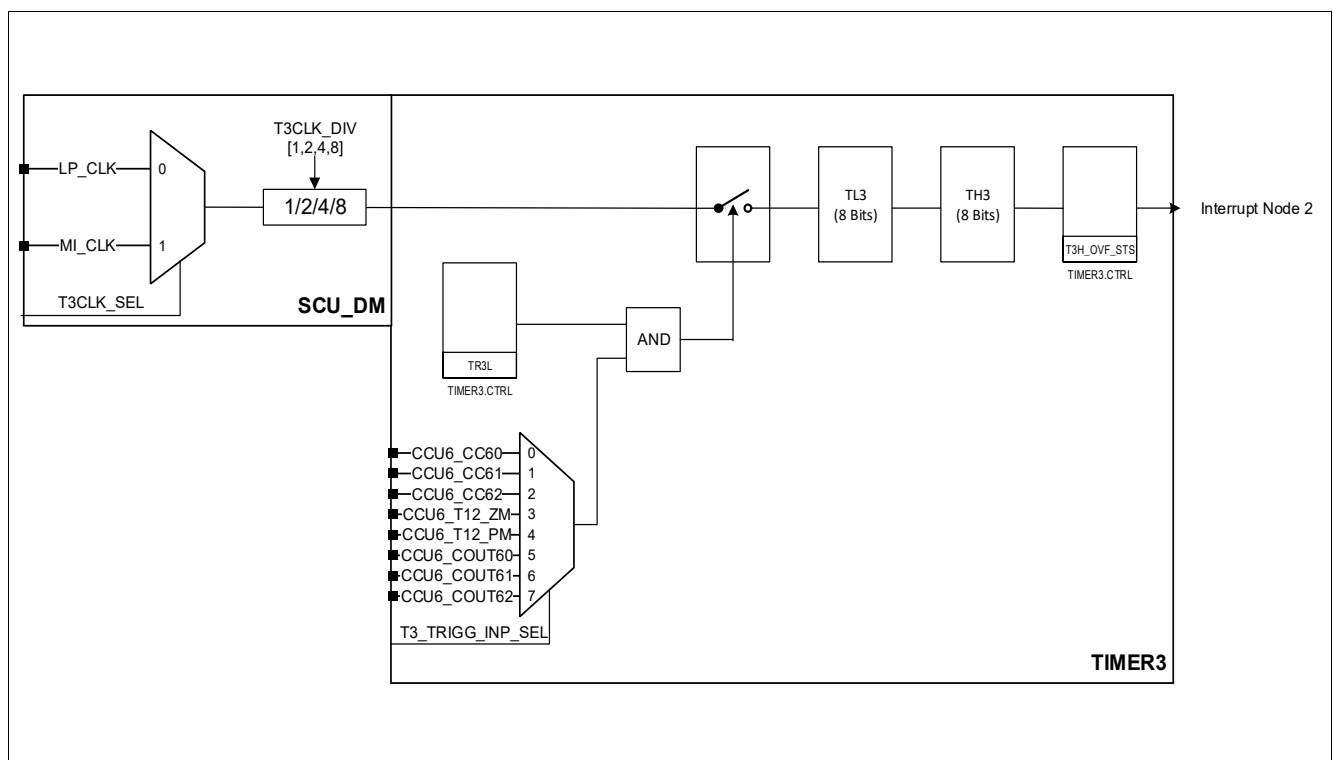 T3CLK_DIV
[1,2,4,8]
LP_CLK
0
1/2/4/8
MI_CLK
1
T3CLK_SEL
SCU_DM
TL3
(8 Bits)
TH3
(8 Bits)
T3H_OVF_STS
TIMER3.CTRL
Interrupt Node 2
TR3L
TIMER3.CTRL
AND
CCU6_CC60 0
CCU6_CC61 1
CCU6_CC62 2
CCU6_T12_ZM 3
CCU6_T12_PM 4
CCU6_COUT60 5
CCU6_COUT61 6
CCU6_COUT62 7
T3_TRIGG_INP_SEL
TIMER3